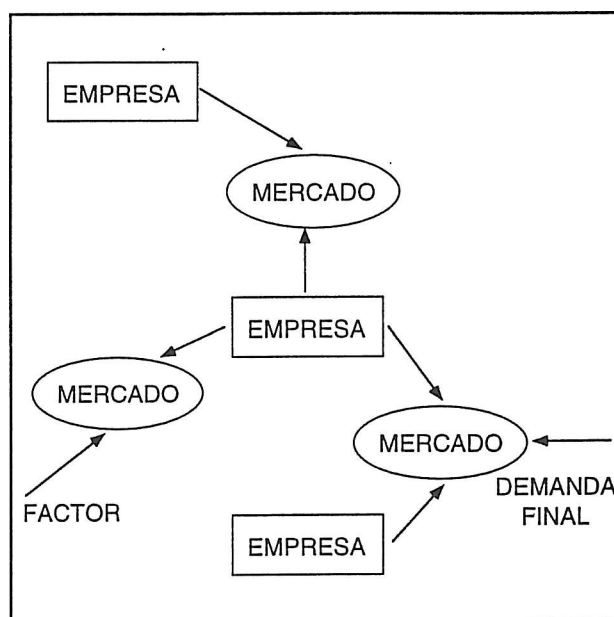 EMPRESA
MERCADO
EMPRESA
MERCADO
MERCADO
FACTOR
DEMANDA
FINAL
EMPRESA